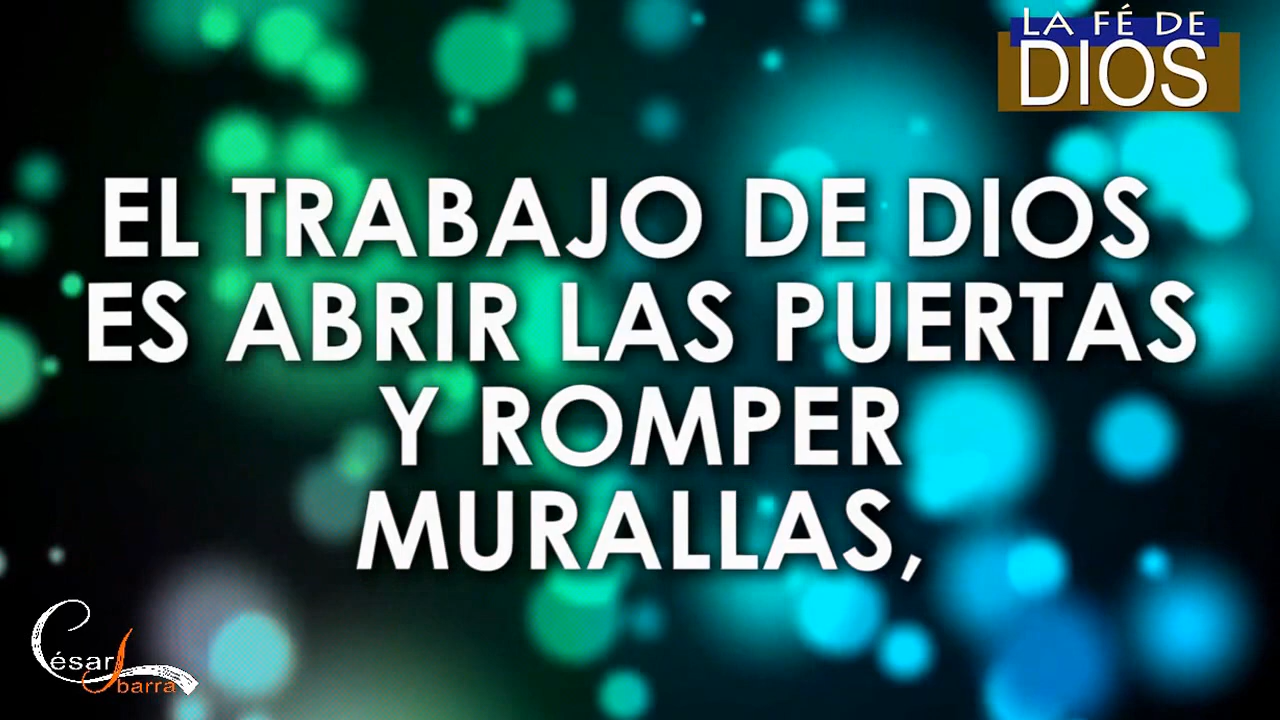 LA FÉ DE
DIOS
EL TRABAJO DE DIOS
ES ABRIR LAS PUERTAS
Y ROMPER
MURALLAS,
César
Ibarra